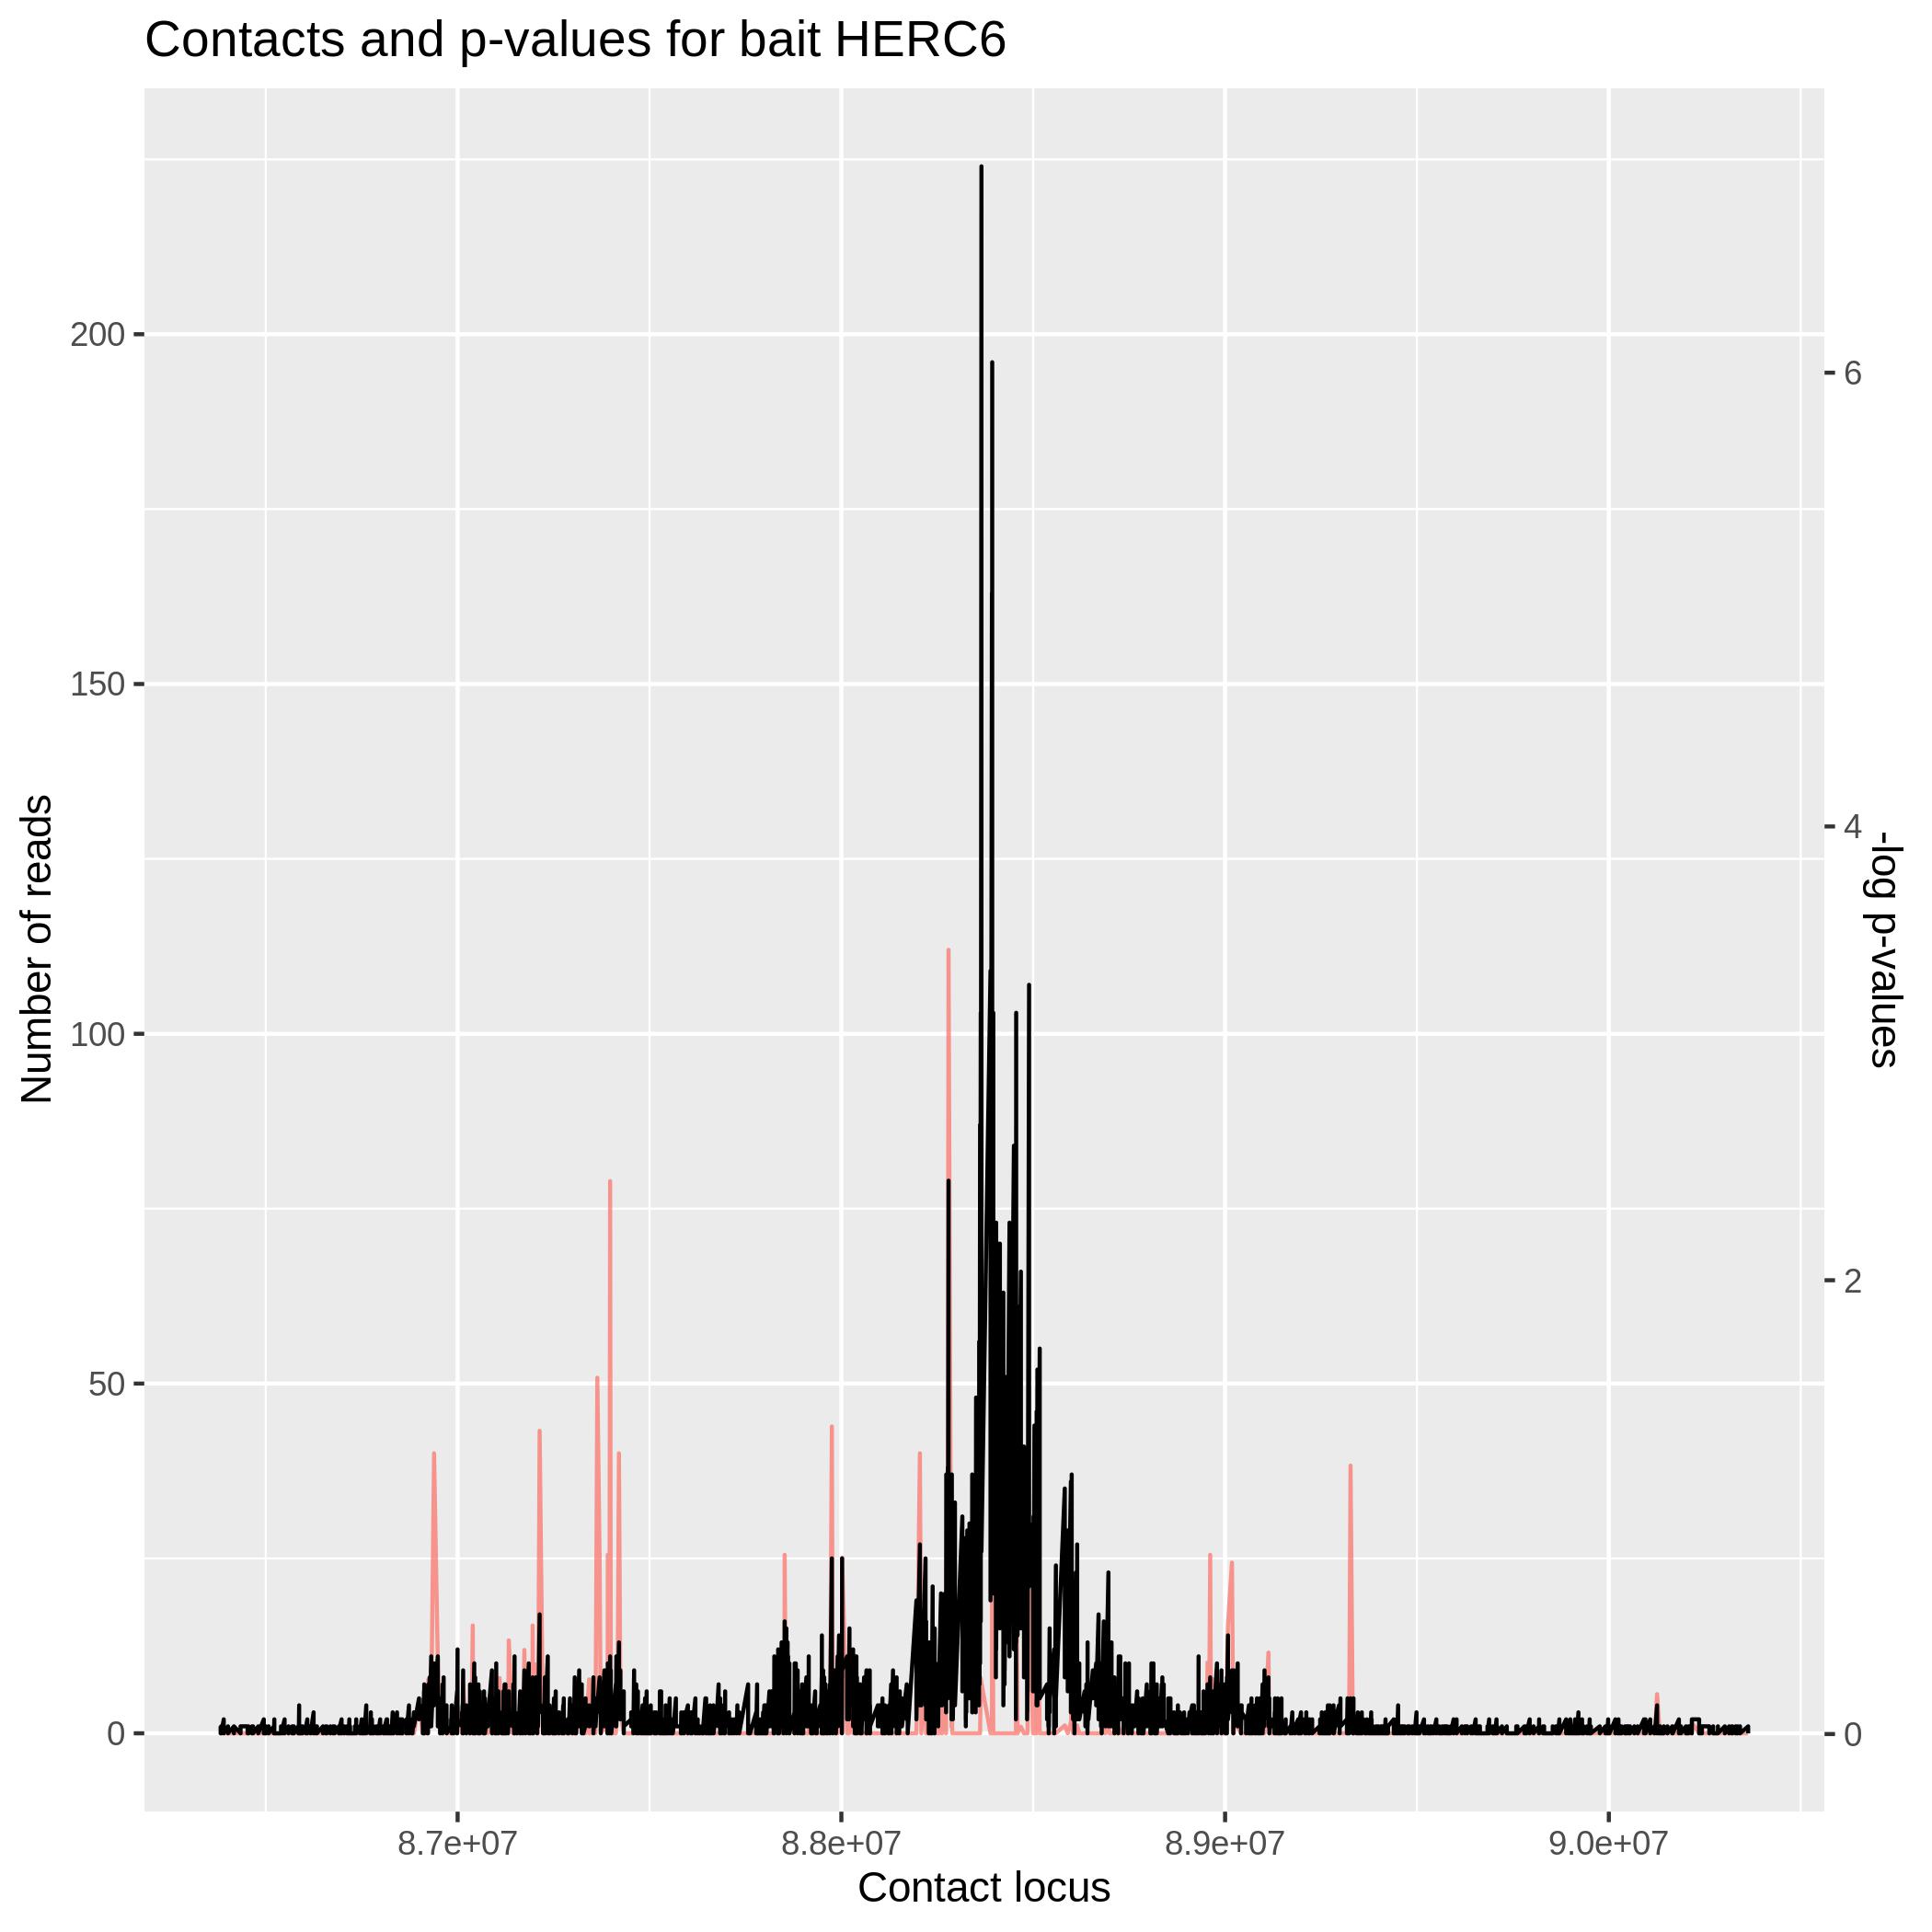 Contacts and p-values for bait HERC6
Number of reads
200
150
100
50
0
6
4
2
0
-log p-values
8.7e+07
8.8e+07
8.9e+07
9.0e+07
Contact locus